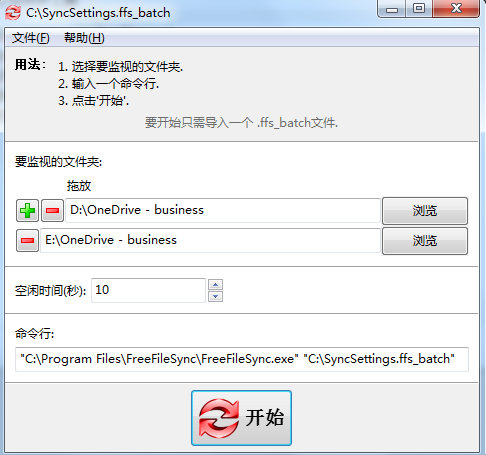 C:\SyncSettings.ffs_batch
文件(F) 帮助(H)
用法: 1. 选择要监视的文件夹.
2. 输入一个命令行.
3. 点击'开始'.
要开始只需导入一个 .ffs_batch文件.
要监视的文件夹:
拖放
D:\OneDrive - business 浏览
E:\OneDrive - business 浏览
空闲时间(秒): 10
命令行:
"C:\Program Files\FreeFileSync\FreeFileSync.exe" "C:\SyncSettings.ffs_batch"
开始